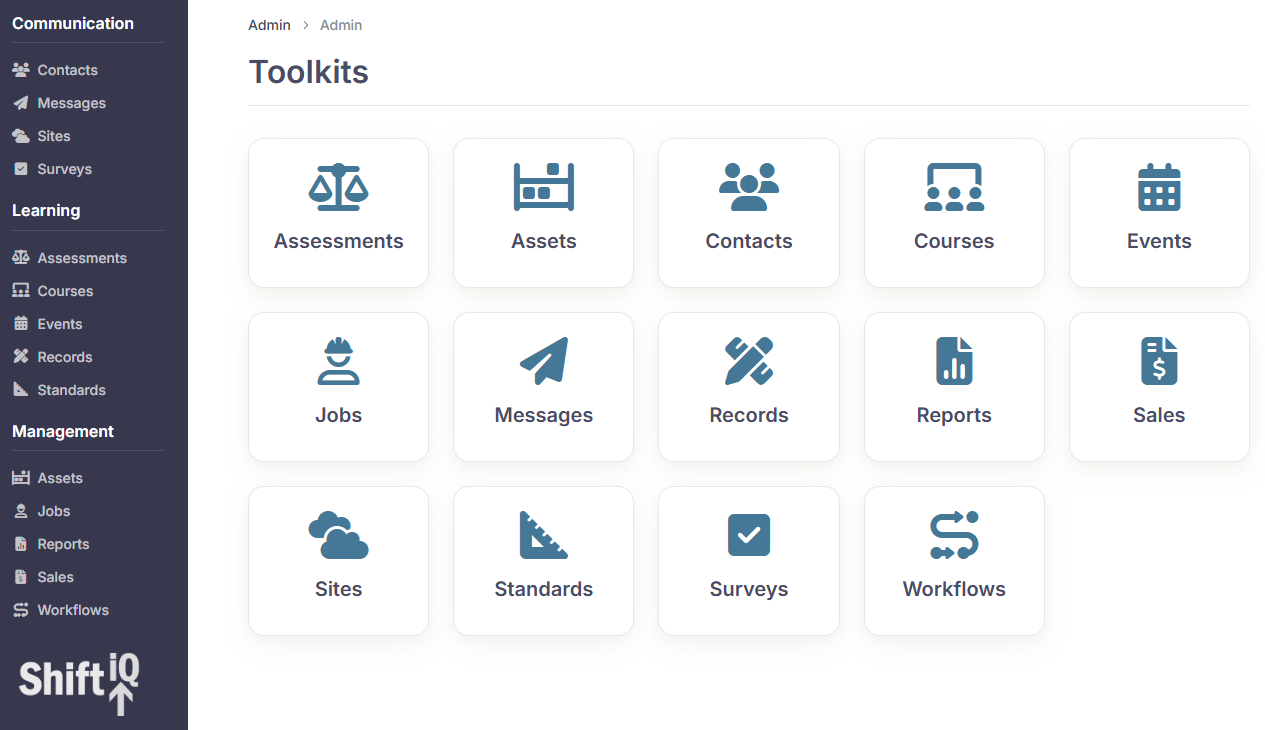 Communication
Contacts
Messages
Sites
Surveys
Learning
Assessments
Courses
Events
Records
Standards
Management
Assets
Jobs
Reports
Sales
Workflows
Shift iQ
Admin > Admin
Toolkits
Assessments
Assets
Contacts
Courses
Events
Jobs
Messages
Records
Reports
Sales
Sites
Standards
Surveys
Workflows